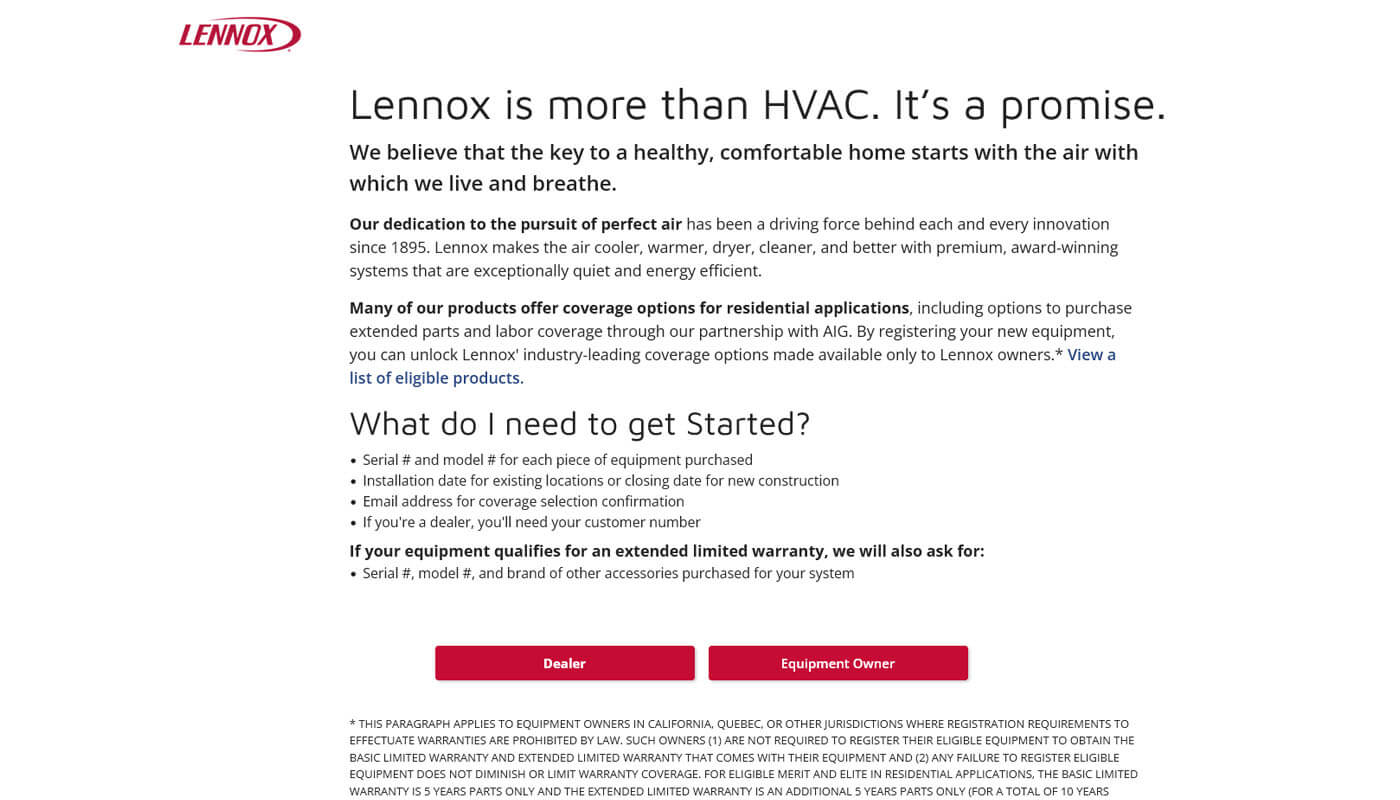 LENNOX
Lennox is more than HVAC. It’s a promise.
We believe that the key to a healthy, comfortable home starts with the air with
which we live and breathe.
Our dedication to the pursuit of perfect air has been a driving force behind each and every innovation
since 1895. Lennox makes the air cooler, warmer, dryer, cleaner, and better with premium, award-winning
systems that are exceptionally quiet and energy efficient.
Many of our products offer coverage options for residential applications, including options to purchase
extended parts and labor coverage through our partnership with AIG. By registering your new equipment,
you can unlock Lennox' industry-leading coverage options made available only to Lennox owners.* View a
list of eligible products.
What do I need to get Started?
• Serial # and model # for each piece of equipment purchased
• Installation date for existing locations or closing date for new construction
• Email address for coverage selection confirmation
• If you're a dealer, you'll need your customer number
If your equipment qualifies for an extended limited warranty, we will also ask for:
• Serial #, model #, and brand of other accessories purchased for your system
Dealer
Equipment Owner
* THIS PARAGRAPH APPLIES TO EQUIPMENT OWNERS IN CALIFORNIA, QUEBEC, OR OTHER JURISDICTIONS WHERE REGISTRATION REQUIREMENTS TO
EFFECTUATE WARRANTIES ARE PROHIBITED BY LAW. SUCH OWNERS (1) ARE NOT REQUIRED TO REGISTER THEIR ELIGIBLE EQUIPMENT TO OBTAIN THE
BASIC LIMITED WARRANTY AND EXTENDED LIMITED WARRANTY THAT COMES WITH THEIR EQUIPMENT AND (2) ANY FAILURE TO REGISTER ELIGIBLE
EQUIPMENT DOES NOT DIMINISH OR LIMIT WARRANTY COVERAGE. FOR ELIGIBLE MERIT AND ELITE IN RESIDENTIAL APPLICATIONS, THE BASIC LIMITED
WARRANTY IS 5 YEARS PARTS ONLY AND THE EXTENDED LIMITED WARRANTY IS AN ADDITIONAL 5 YEARS PARTS ONLY (FOR A TOTAL OF 10 YEARS